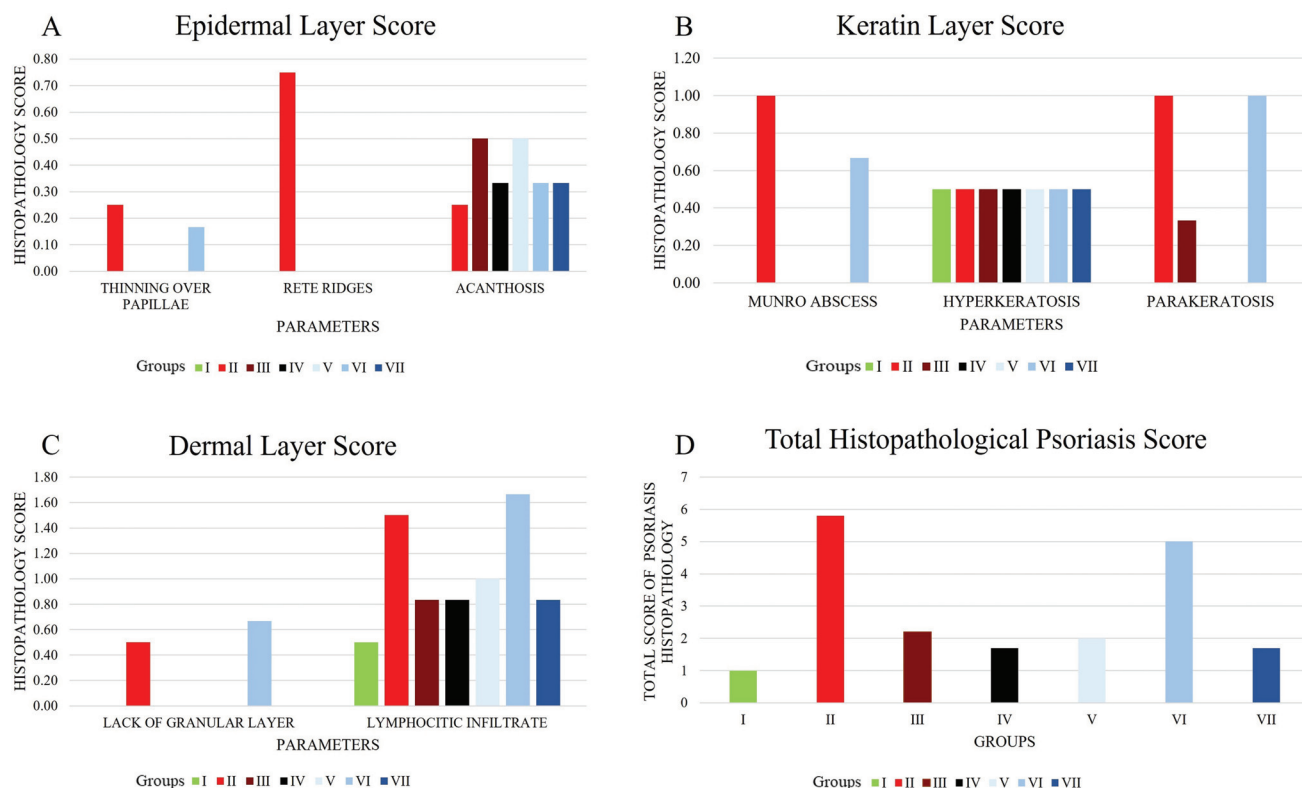 A
Epidermal Layer Score
HISTOPATHOLOGY SCORE
0.80
0.70
0.60
0.50
0.40
0.30
0.20
0.10
0.00
THINNING OVER
PAPILLAE
RETE RIDGES
ACANTHOSIS
PARAMETERS
Groups I II III IV V VI VII
B
Keratin Layer Score
HISTOPATHOLOGY SCORE
1.20
1.00
0.80
0.60
0.40
0.20
0.00
MUNRO ABSCESS
HYPERKERATOSIS
PARAKERATOSIS
PARAMETERS
Groups I II III IV V VI VII
C
Dermal Layer Score
HISTOPATHOLOGY SCORE
1.80
1.60
1.40
1.20
1.00
0.80
0.60
0.40
0.20
0.00
LACK OF GRANULAR LAYER
LYMPHOCITIC INFILTRATE
PARAMETERS
Groups I II III IV V VI VII
D
Total Histopathological Psoriasis Score
TOTAL SCORE OF PSORIASIS
HISTOPATHOLOGY
7
6
5
4
3
2
1
0
I II III IV V VI VII
GROUPS
Groups I II III IV V VI VII